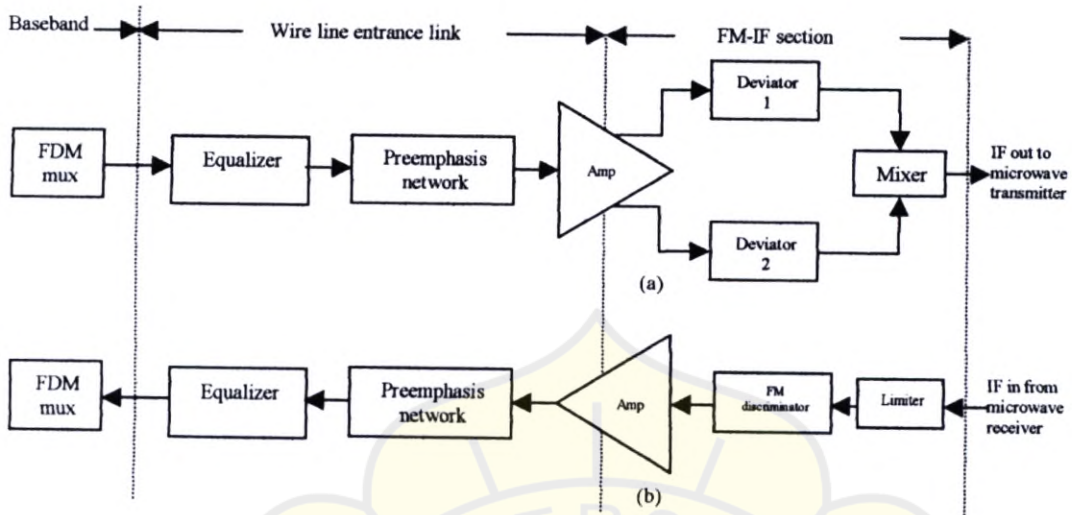 Baseband
Wire line entrance link
FM-IF section
FDM
mux
Equalizer
Preemphasis
network
Amp
Deviator
1
Deviator
2
Mixer
IF out to
microwave
transmitter
(a)
FDM
mux
Equalizer
Preemphasis
network
Amp
FM
discriminator
Limiter
IF in from
microwave
receiver
(b)